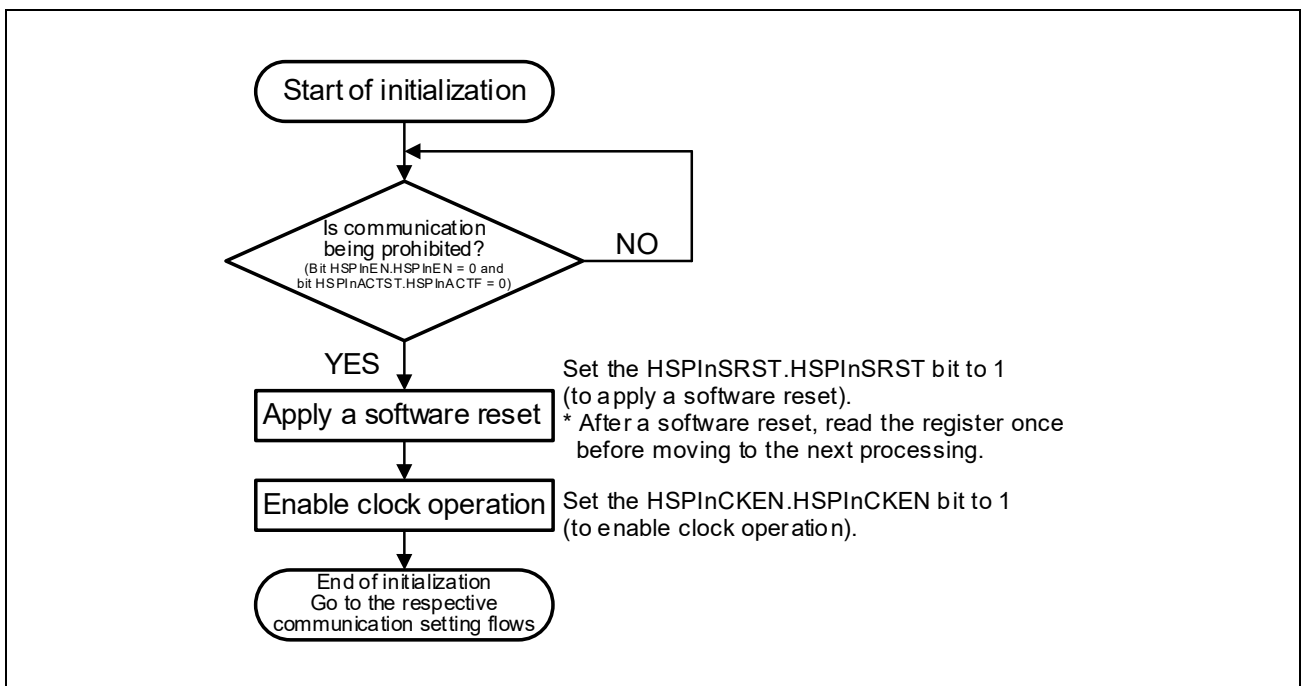 Start of initialization
Is communication
being prohibited?
(Bit HSPInEN.HSPInEN = 0 and
bit HSPInACTST.HSPInACTF = 0)
NO
YES
Apply a software reset
Set the HSPInSRST.HSPInSRST bit to 1
(to apply a software reset).
* After a software reset, read the register once
before moving to the next processing.
Enable clock operation
Set the HSPInCKEN.HSPInCKEN bit to 1
(to enable clock operation).
End of initialization
Go to the respective
communication setting flows